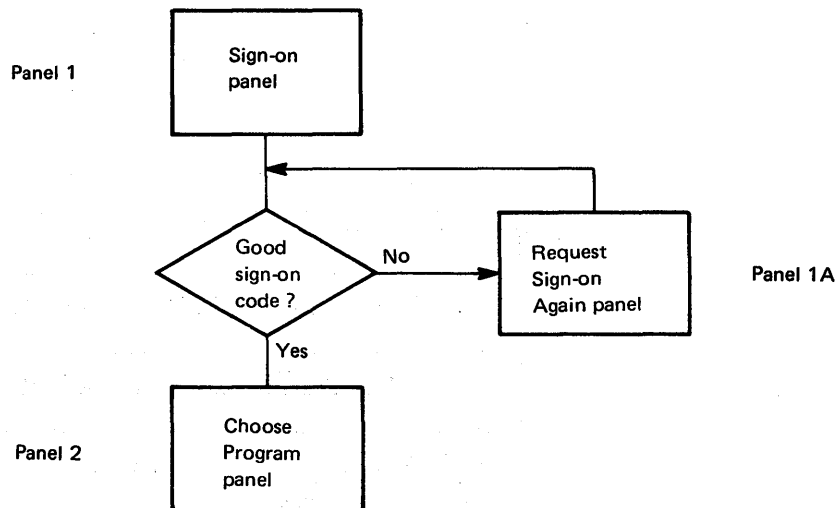 Panel 1
Sign-on
panel
Good
sign-on
code ?
No
Request
Sign-on
Again panel
Panel 1A
Yes
Panel 2
Choose
Program
panel